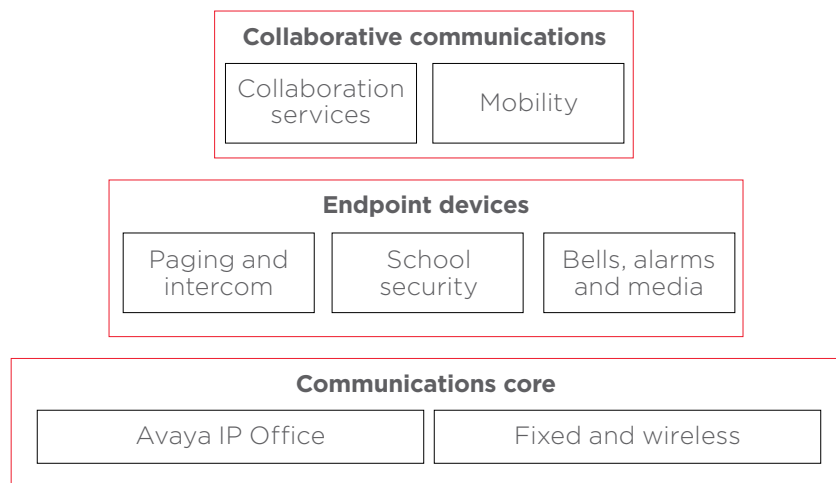 Collaborative communications
Collaboration
services
Mobility
Endpoint devices
Paging and
intercom
School
security
Bells, alarms
and media
Communications core
Avaya IP Office
Fixed and wireless